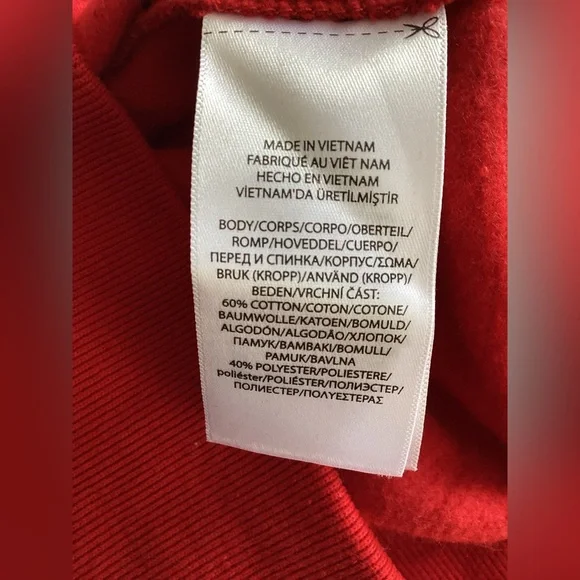 MADE IN VIETNAM
FABRIQUÉ AU VIÊT NAM
HECHO EN VIETNAM
VİETNAM'DA ÜRETİLMİŞTİR
BODY/CORPS/CORPO/OBERTEIL/
ROMP/HOVEDDEL/CUERPO/
ПЕРЕД И СПИНКА/КОРПУС/ΣΩΜΑ/
BRUK (KROPP)/ANVÄND (KROPP)/
BEDEN/VRCHNÍ ČÁST:
60% COTTON/COTON/COTONE/
BAUMWOLLE/KATOEN/BOMULD/
ALGODÓN/ALGODÃO/ХЛОПОК/
ПАМУК/ΒΑΜΒΑΚΙ/BOMULL/
PAMUK/BAVLNA
40% POLYESTER/POLIESTERE/
poliéster/POLIÉSTER/ПОЛИЭСТЕР/
ПОЛИЕСТЕР/ΠΟΛΥΕΣΤΕΡΑΣ